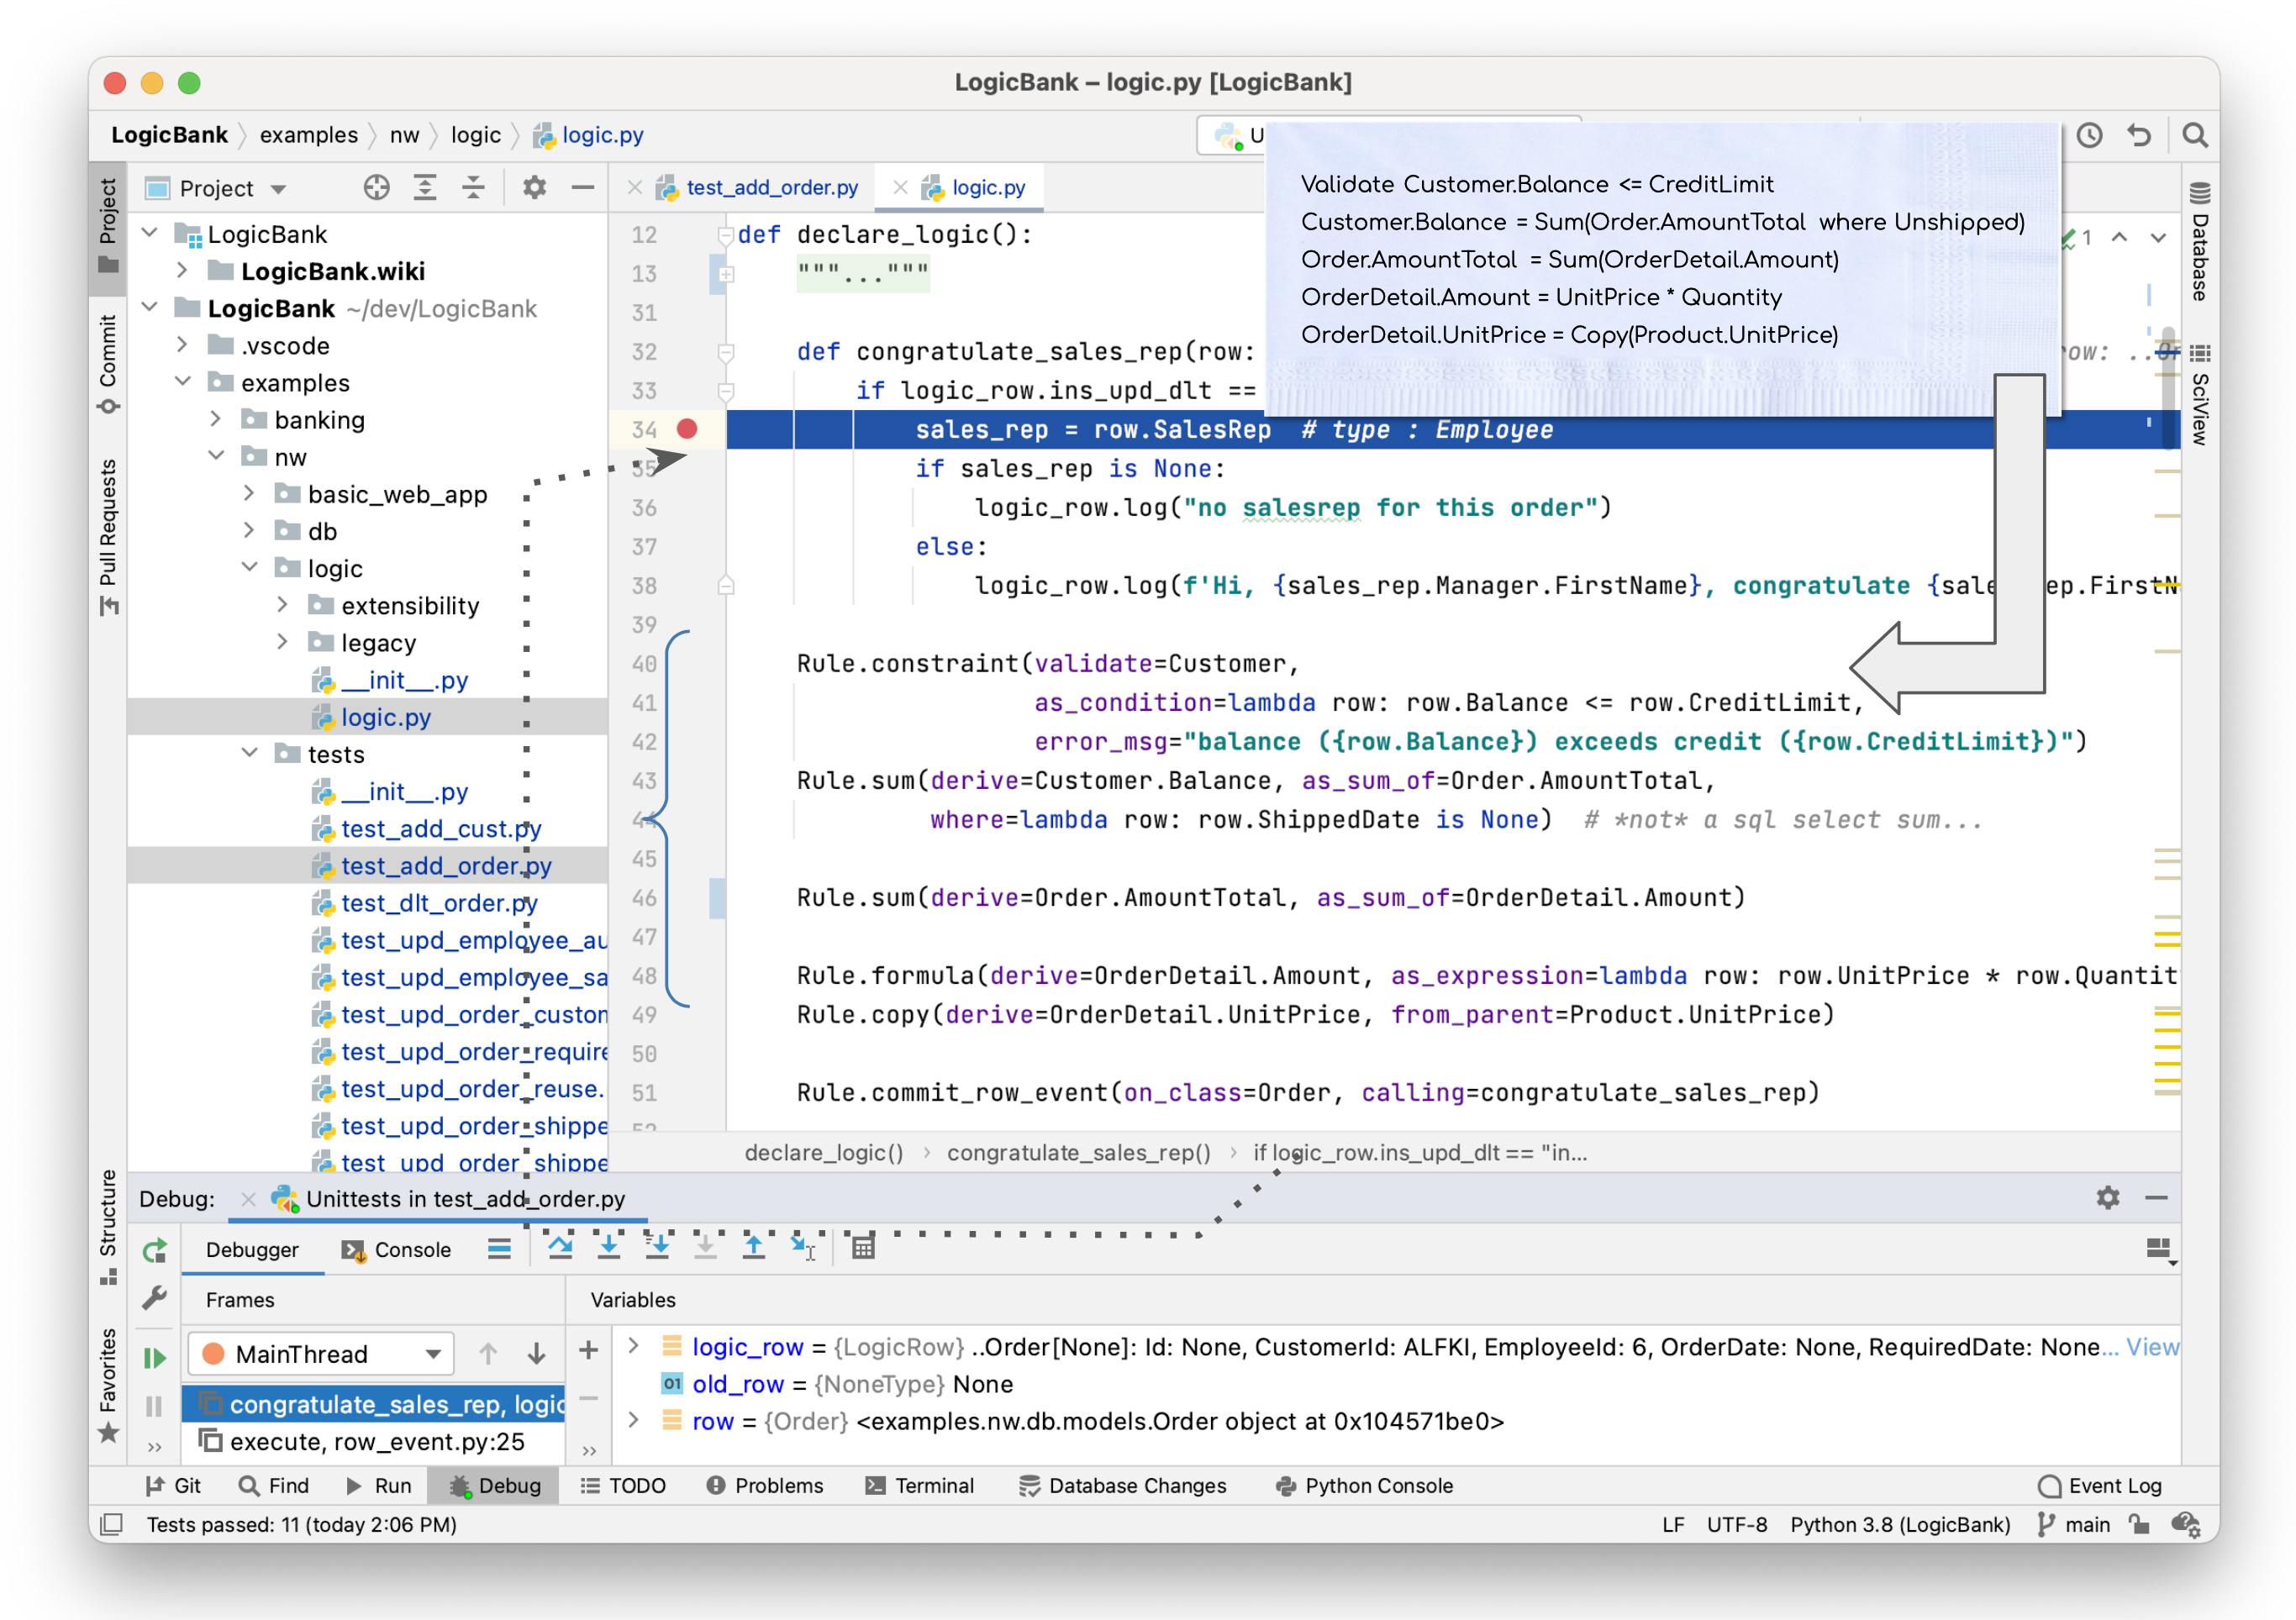 LogicBank – logic.py [LogicBank]
LogicBank examples nw logic logic.py
U
Validate Customer.Balance <= CreditLimit
Customer.Balance = Sum(Order.AmountTotal where Unshipped)
Order.AmountTotal = Sum(OrderDetail.Amount)
OrderDetail.Amount = UnitPrice * Quantity
OrderDetail.UnitPrice = Copy(Product.UnitPrice)
Project
Commit
Pull Requests
Structure
Favorites
Project
LogicBank
LogicBank.wiki
LogicBank ~/dev/LogicBank
.vscode
examples
banking
nw
basic_web_app
db
logic
extensibility
legacy
__init__.py
logic.py
tests
__init__.py
test_add_cust.py
test_add_order.py
test_dlt_order.py
test_upd_employee_au
test_upd_employee_sa
test_upd_order_custon
test_upd_order_require
test_upd_order_reuse.
test_upd_order_shippe
test_upd_order_shippe
test_add_order.py logic.py
1
12 def declare_logic():
13 """..."""
31
32 def congratulate_sales_rep(row:
33 if logic_row.ins_upd_dlt ==
34 sales_rep = row.SalesRep # type : Employee
35 if sales_rep is None:
36 logic_row.log("no salesrep for this order")
37 else:
38 logic_row.log(f'Hi, {sales_rep.Manager.FirstName}, congratulate {sale ep.FirstN
39
40 Rule.constraint(validate=Customer,
41 as_condition=lambda row: row.Balance <= row.CreditLimit,
42 error_msg="balance ({row.Balance}) exceeds credit ({row.CreditLimit})")
43 Rule.sum(derive=Customer.Balance, as_sum_of=Order.AmountTotal,
44 where=lambda row: row.ShippedDate is None) # *not* a sql select sum...
45
46 Rule.sum(derive=Order.AmountTotal, as_sum_of=OrderDetail.Amount)
47
48 Rule.formula(derive=OrderDetail.Amount, as_expression=lambda row: row.UnitPrice * row.Quantit
49 Rule.copy(derive=OrderDetail.UnitPrice, from_parent=Product.UnitPrice)
50
51 Rule.commit_row_event(on_class=Order, calling=congratulate_sales_rep)
52
declare_logic() congratulate_sales_rep() if logic_row.ins_upd_dlt == "in...
Database
SciView
Debug: Unittests in test_add_order.py
Debugger Console
Frames
Variables
MainThread
congratulate_sales_rep, logic
execute, row_event.py:25
logic_row = {LogicRow} ..Order[None]: Id: None, CustomerId: ALFKI, EmployeeId: 6, OrderDate: None, RequiredDate: None... View
01 old_row = {NoneType} None
row = {Order} <examples.nw.db.models.Order object at 0x104571be0>
Git Find Run Debug TODO Problems Terminal Database Changes Python Console Event Log
Tests passed: 11 (today 2:06 PM) LF UTF-8 Python 3.8 (LogicBank) main